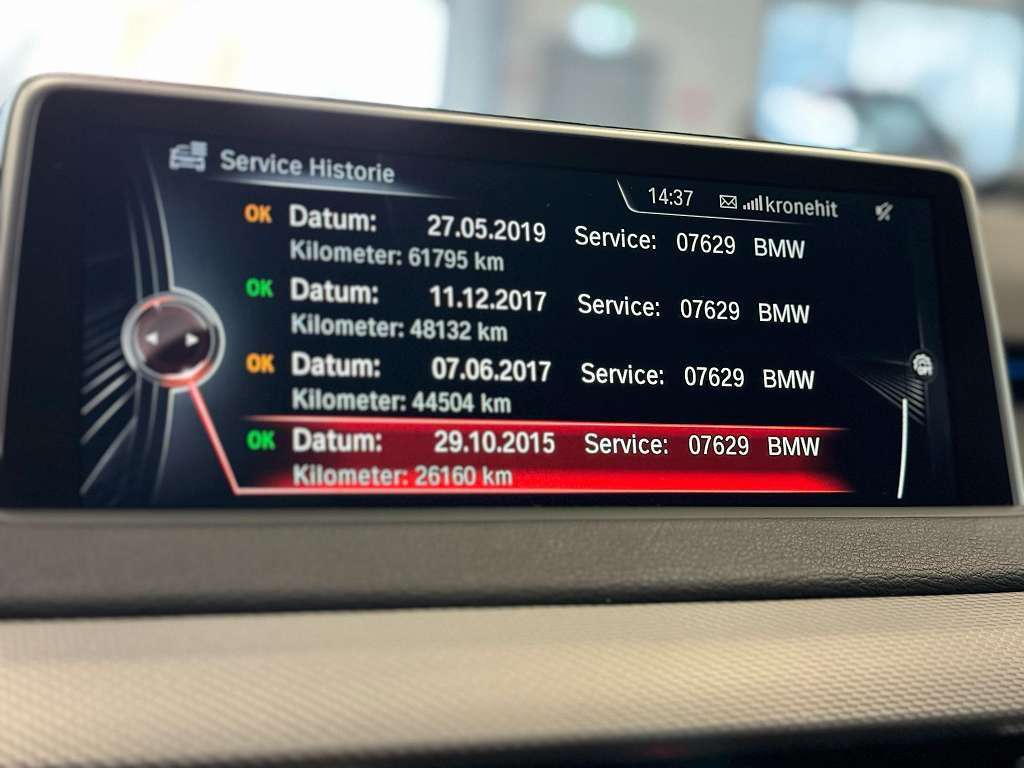 Service Historie
14:37 kronehit
OK Datum: 27.05.2019 Service: 07629 BMW
Kilometer: 61795 km
OK Datum: 11.12.2017 Service: 07629 BMW
Kilometer: 48132 km
OK Datum: 07.06.2017 Service: 07629 BMW
Kilometer: 44504 km
OK Datum: 29.10.2015 Service: 07629 BMW
Kilometer: 26160 km